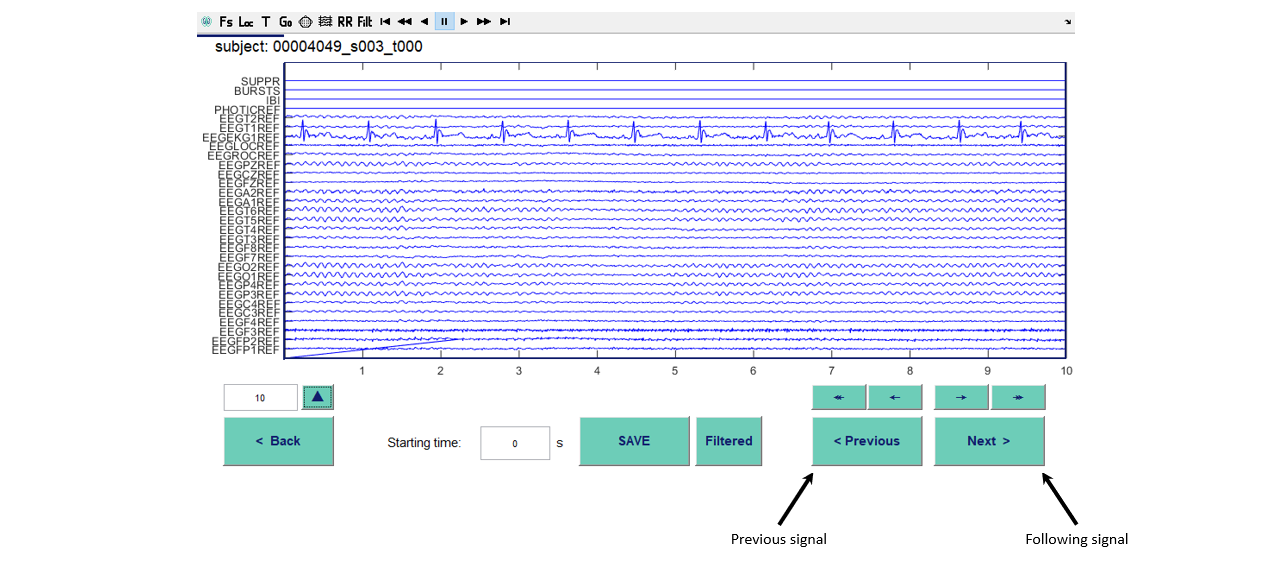 Fs Loc T Go RR Filt
subject: 00004049_s003_t000
SUPPR
BURSTS
IBI
PHOTICREF
EEGT2REF
EEGT1REF
EEGEKG1REF
EEGLOCREF
EEGROCREF
EEGPZREF
EEGCZREF
EEGFZREF
EEGA2REF
EEGA1REF
EEGT6REF
EEGT5REF
EEGT4REF
EEGT3REF
EEGF8REF
EEGF7REF
EEGO2REF
EEGO1REF
EEGP4REF
EEGP3REF
EEGC4REF
EEGC3REF
EEGF4REF
EEGF3REF
EEGFP2REF
EEGFP1REF
1 2 3 4 5 6 7 8 9 10
10
< Back Starting time: 0 s SAVE Filtered < Previous Next >
Previous signal Following signal